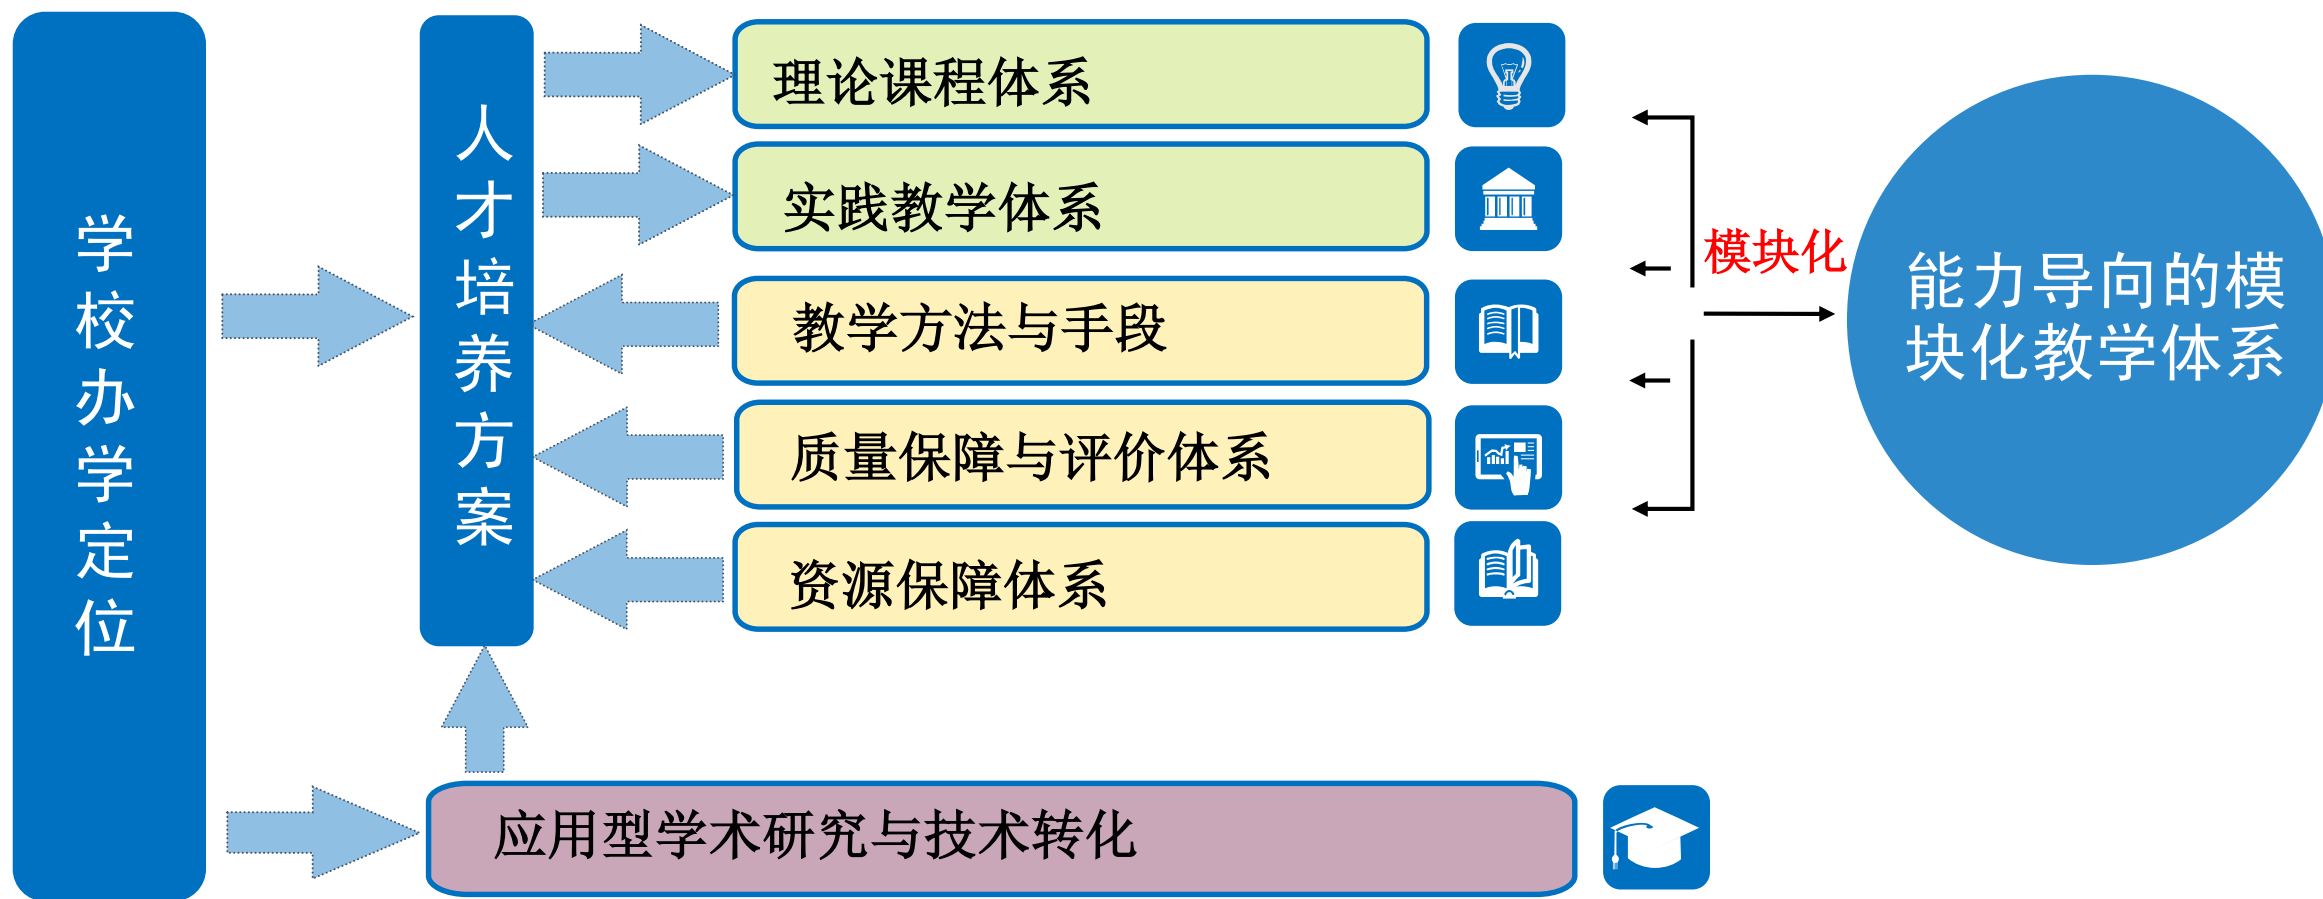 学校办学定位
人才培养方案
理论课程体系
实践教学体系
教学方法与手段
质量保障与评价体系
资源保障体系
模块化
能力导向的模
块化教学体系
应用型学术研究与技术转化